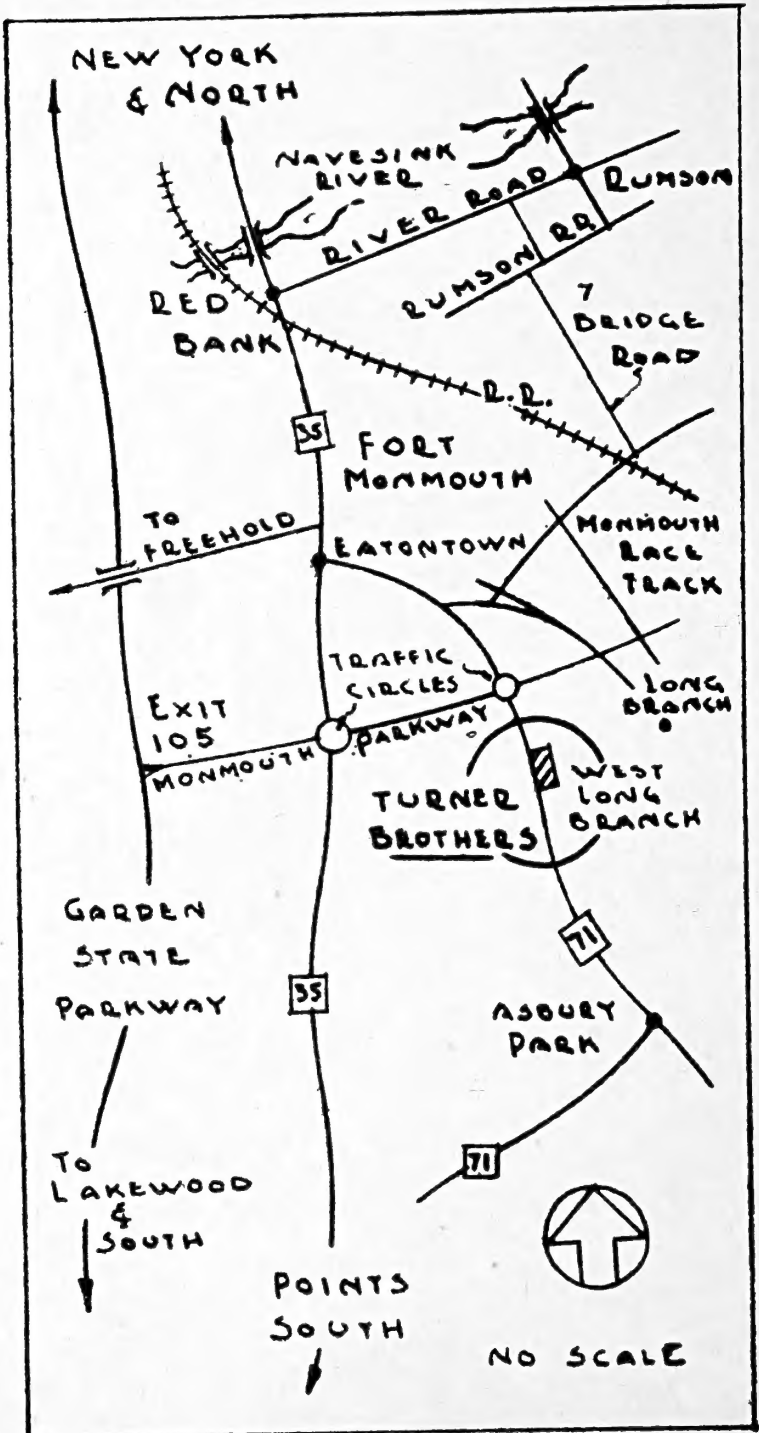 NEW YORK
& NORTH
NAVESINK
RIVER
RIVER ROAD
RUMSON
RUMSON RR
RED
BANK
7
BRIDGE
ROAD
R.R.
35
FORT
MONMOUTH
TO
FREEHOLD
EATONTOWN
MONMOUTH
RACE
TRACK
TRAFFIC
CIRCLES
LONG
BRANCH
EXIT
105
MONMOUTH PARKWAY
TURNER
BROTHERS
WEST
LONG
BRANCH
GARDEN
STATE
PARKWAY
71
35
ASBURY
PARK
71
TO
LAKEWOOD
&
SOUTH
POINTS
SOUTH
NO SCALE